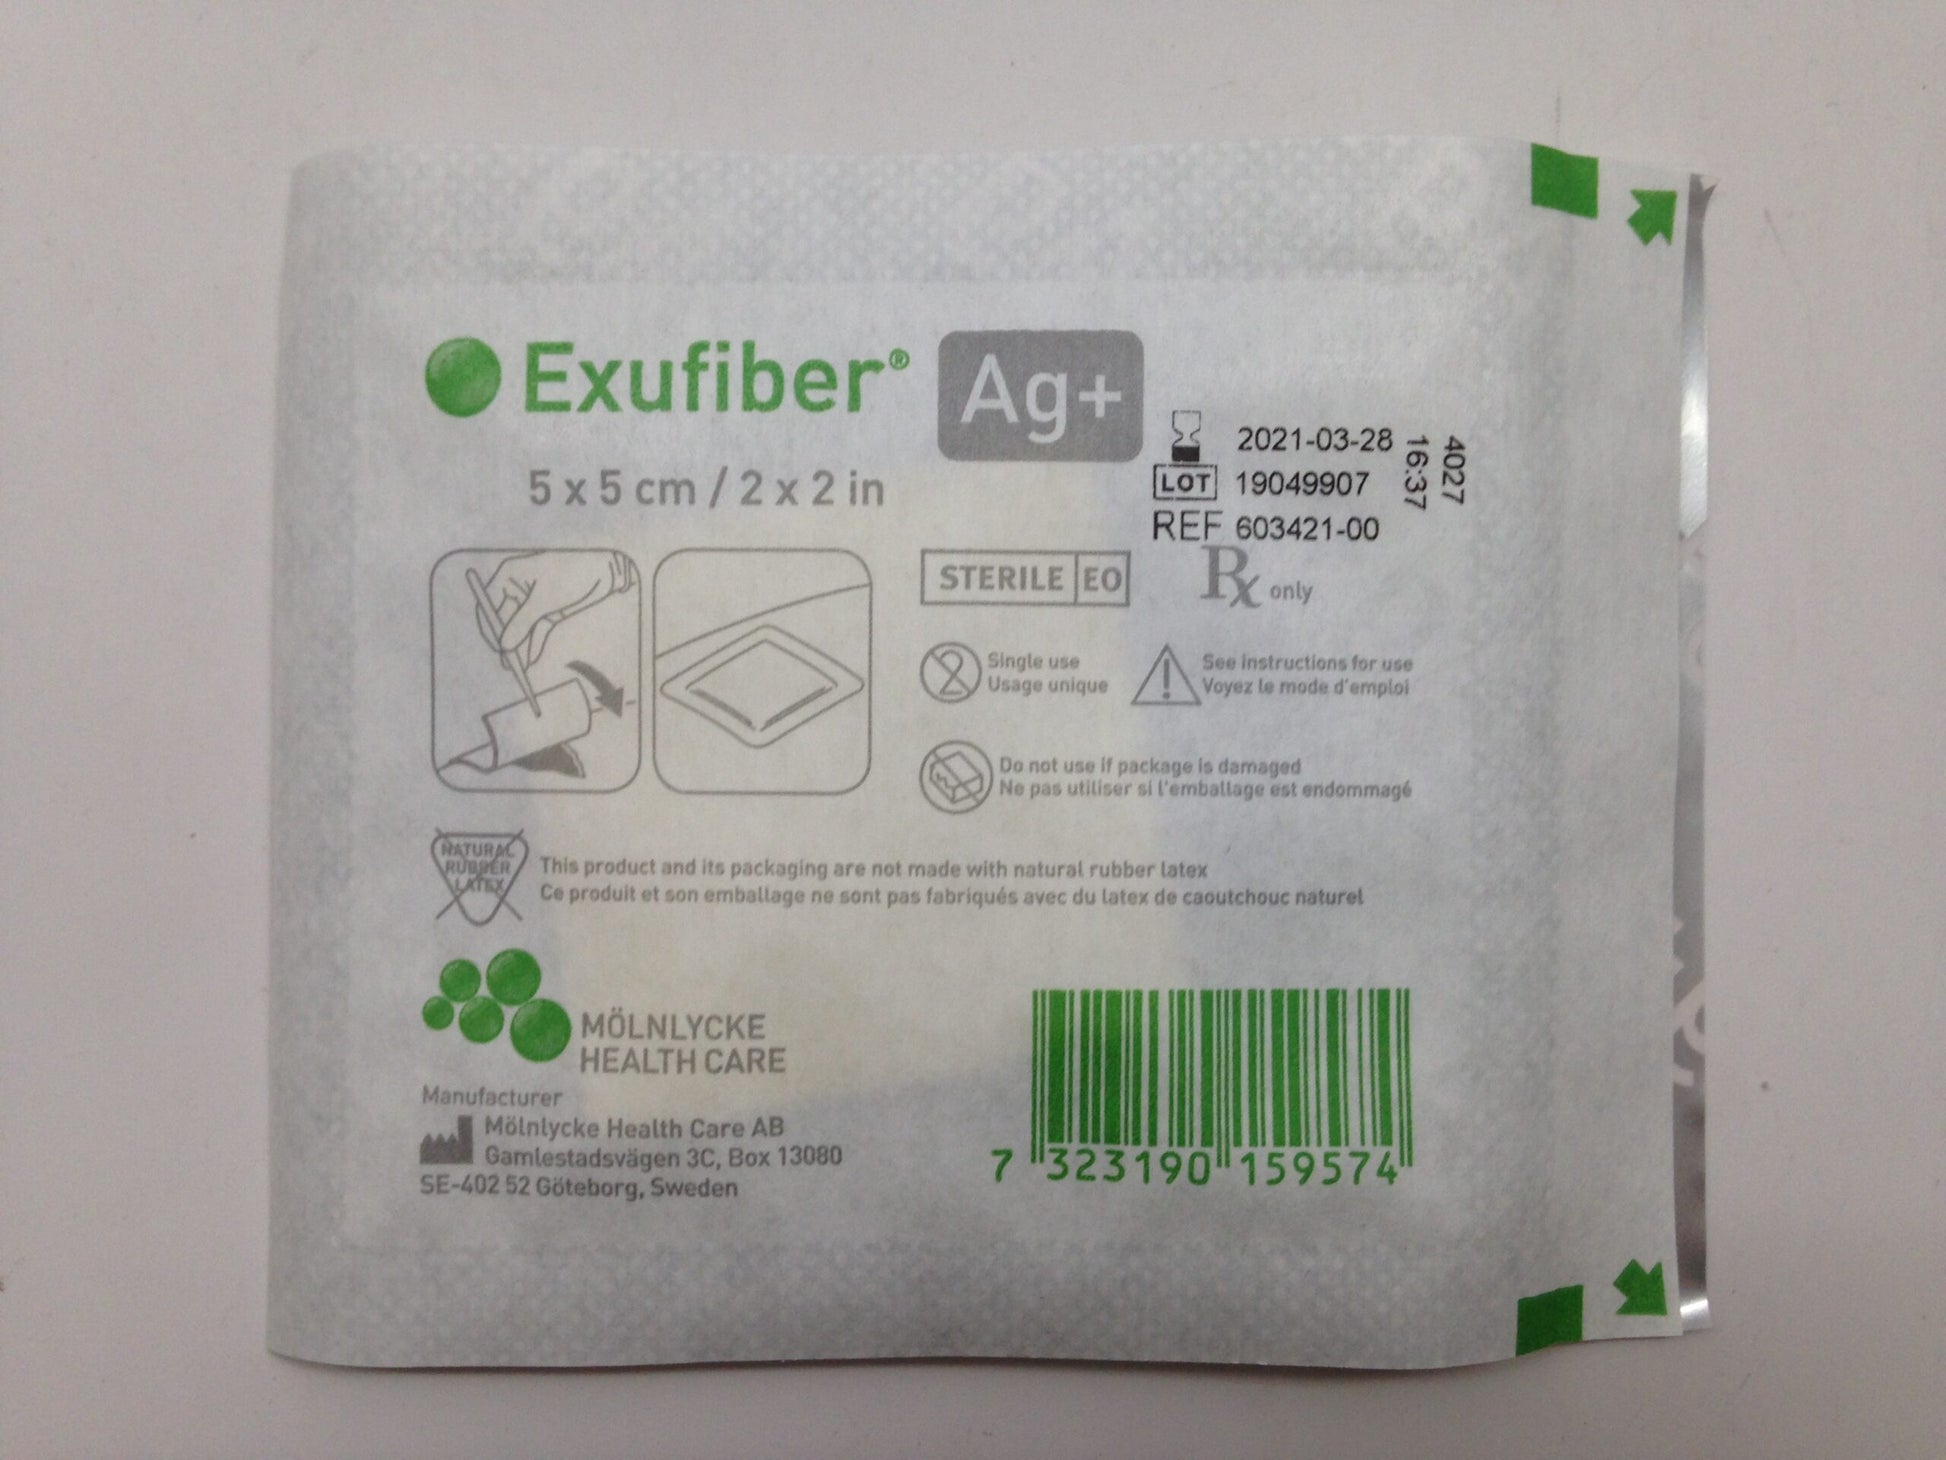 Exufiber® Ag+
5 x 5 cm / 2 x 2 in
2021-03-28
LOT 19049907
REF 603421-00
16:37
4027
STERILE EO
Rx only
2 Single use
Usage unique
! See instructions for use
Voyez le mode d'emploi
Do not use if package is damaged
Ne pas utiliser si l'emballage est endommagé
NATURAL
RUBBER
LATEX
This product and its packaging are not made with natural rubber latex
Ce produit et son emballage ne sont pas fabriqués avec du latex de caoutchouc naturel
MÖLNLYCKE
HEALTH CARE
Manufacturer
Mölnlycke Health Care AB
Gamlestadsvägen 3C, Box 13080
SE-402 52 Göteborg, Sweden
7 323190 159574